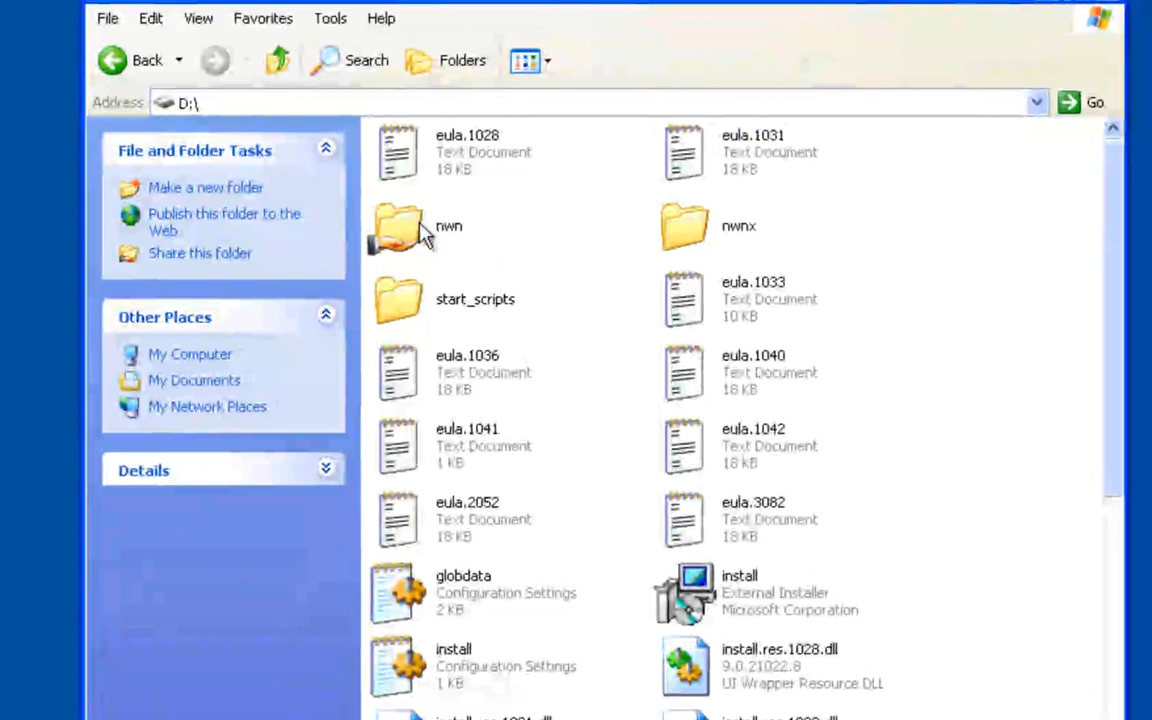 File Edit View Favorites Tools Help
Back Search Folders
Address D:\ Go
File and Folder Tasks
Make a new folder
Publish this folder to the
Web
Share this folder
Other Places
My Computer
My Documents
My Network Places
Details
eula.1028
Text Document
18 KB
eula.1031
Text Document
18 KB
nwn
nwnx
start_scripts
eula.1033
Text Document
10 KB
eula.1036
Text Document
18 KB
eula.1040
Text Document
18 KB
eula.1041
Text Document
1 KB
eula.1042
Text Document
18 KB
eula.2052
Text Document
18 KB
eula.3082
Text Document
18 KB
globdata
Configuration Settings
2 KB
install
External Installer
Microsoft Corporation
install
Configuration Settings
1 KB
install.res.1028.dll
9.0.21022.8
UI Wrapper Resource DLL